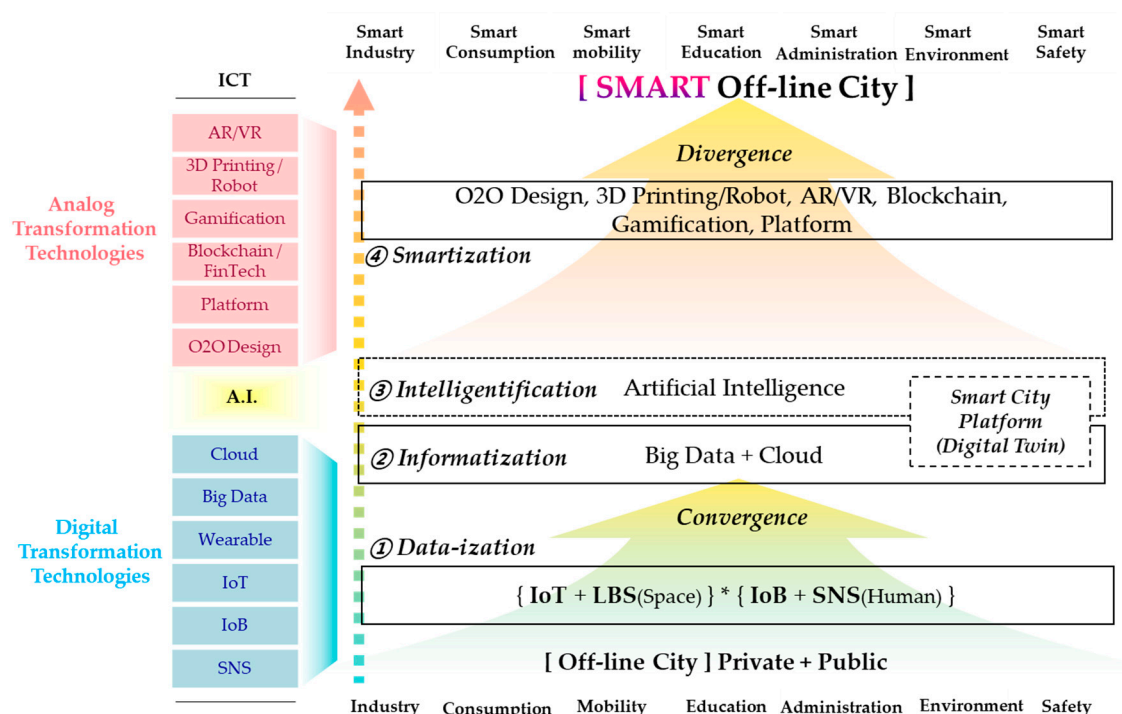 Smart Industry
Smart Consumption
Smart mobility
Smart Education
Smart Administration
Smart Environment
Smart Safety
ICT
[ SMART Off-line City ]
AR/VR
3D Printing /
Robot
Gamification
Blockchain /
FinTech
Platform
O2O Design
Analog
Transformation
Technologies
A.I.
Cloud
Big Data
Wearable
IoT
IoB
SNS
Digital
Transformation
Technologies
Divergence
O2O Design, 3D Printing/Robot, AR/VR, Blockchain,
Gamification, Platform
④ Smartization
③ Intelligentification Artificial Intelligence
Smart City
Platform
(Digital Twin)
② Informatization Big Data + Cloud
Convergence
① Data-ization
{ IoT + LBS(Space) } * { IoB + SNS(Human) }
[ Off-line City ] Private + Public
Industry Consumption Mobility Education Administration Environment Safety